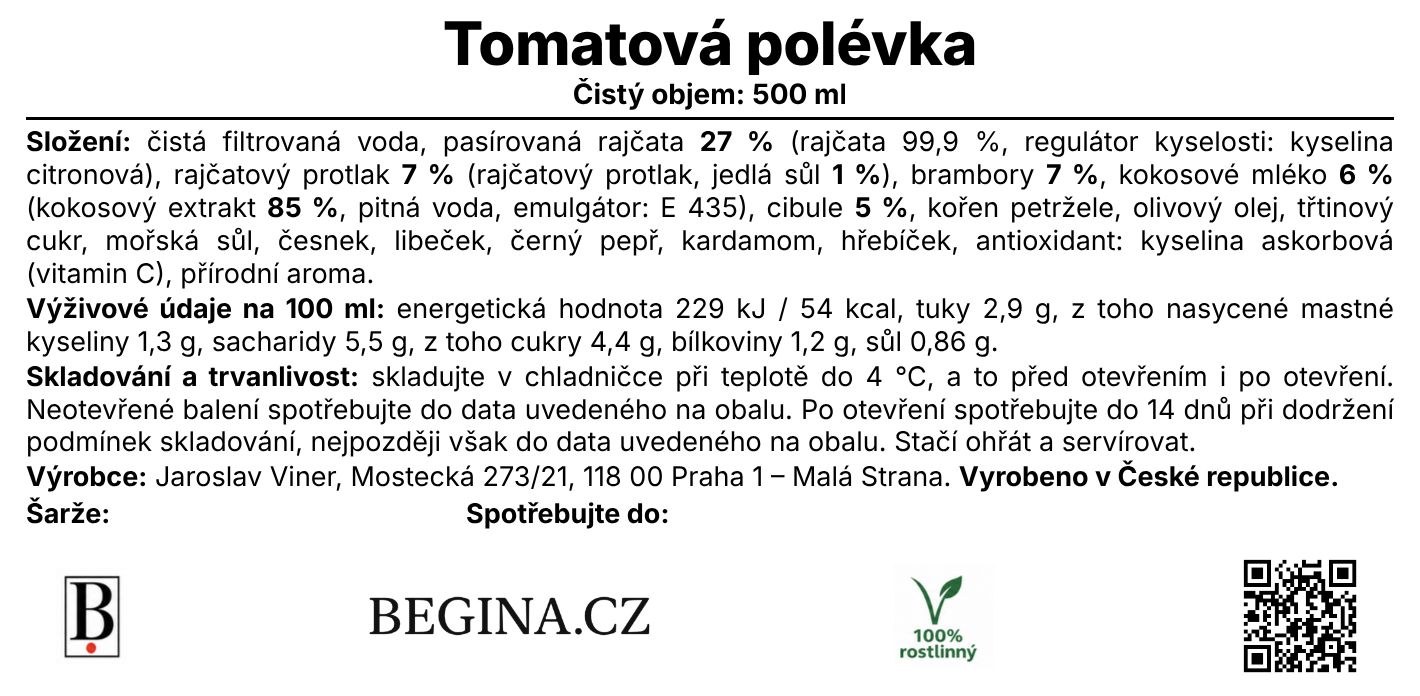 Tomatová polévka
Čistý objem: 500 ml
Složení: čistá filtrovaná voda, pasírovaná rajčata 27 % (rajčata 99,9 %, regulátor kyselosti: kyselina
citronová), rajčatový protlak 7 % (rajčatový protlak, jedlá sůl 1 %), brambory 7 %, kokosové mléko 6 %
(kokosový extrakt 85 %, pitná voda, emulgátor: E 435), cibule 5 %, kořen petržele, olivový olej, třtinový
cukr, mořská sůl, česnek, libeček, černý pepř, kardamom, hřebíček, antioxidant: kyselina askorbová
(vitamin C), přírodní aroma.
Výživové údaje na 100 ml: energetická hodnota 229 kJ / 54 kcal, tuky 2,9 g, z toho nasycené mastné
kyseliny 1,3 g, sacharidy 5,5 g, z toho cukry 4,4 g, bílkoviny 1,2 g, sůl 0,86 g.
Skladování a trvanlivost: skladujte v chladničce při teplotě do 4 °C, a to před otevřením i po otevření.
Neotevřené balení spotřebujte do data uvedeného na obalu. Po otevření spotřebujte do 14 dnů při dodržení
podmínek skladování, nejpozději však do data uvedeného na obalu. Stačí ohřát a servírovat.
Výrobce: Jaroslav Viner, Mostecká 273/21, 118 00 Praha 1 – Malá Strana. Vyrobeno v České republice.
Šarže: Spotřebujte do:
B
BEGINA.CZ
100%
rostlinný